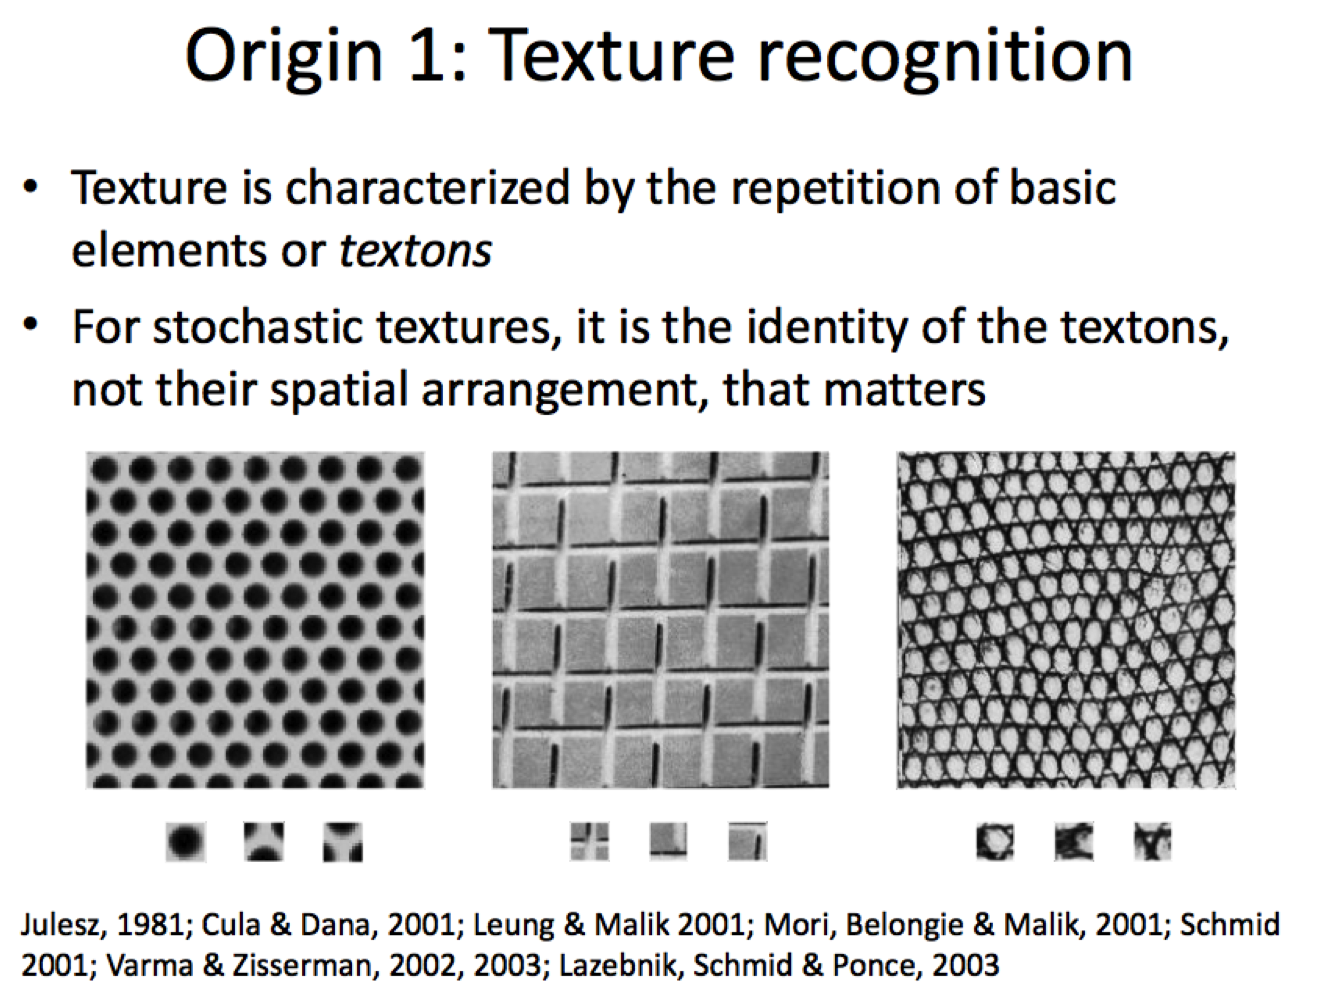 Origin 1: Texture recognition
• Texture is characterized by the repetition of basic
elements or textons
• For stochastic textures, it is the identity of the textons,
not their spatial arrangement, that matters
Julesz, 1981; Cula & Dana, 2001; Leung & Malik 2001; Mori, Belongie & Malik, 2001; Schmid
2001; Varma & Zisserman, 2002, 2003; Lazebnik, Schmid & Ponce, 2003